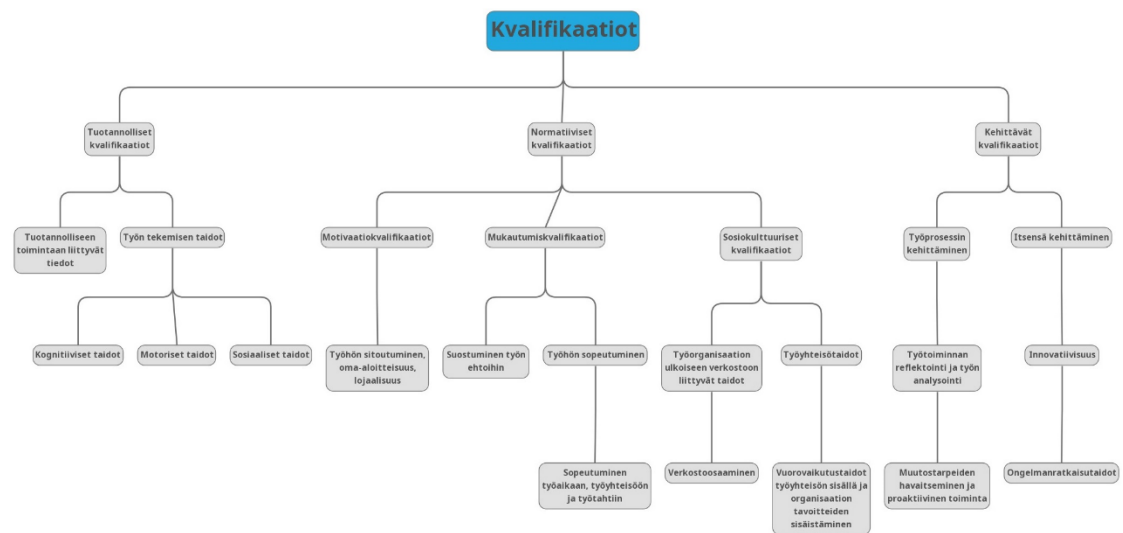 Kvalifikaatiot
Tuotannolliset
kvalifikaatiot
Normatiiviset
kvalifikaatiot
Kehittävät
kvalifikaatiot
Tuotannolliseen
toimintaan liittyvät
tiedot
Työn tekemisen taidot
Motivaatiokvalifikaatiot
Mukautumiskvalifikaatiot
Sosiokulttuuriset
kvalifikaatiot
Työprosessin
kehittäminen
Itsensä kehittäminen
Kognitiiviset taidot
Motoriset taidot
Sosiaaliset taidot
Työhön sitoutuminen,
oma-aloitteisuus,
lojaalisuus
Suostuminen työn
ehtoihin
Työhön sopeutuminen
Työorganisaation
ulkoiseen verkostoon
liittyvät taidot
Työyhteisötaidot
Työtoiminnan
reflektointi ja työn
analysointi
Innovatiivisuus
Sopeutuminen
työaikaan, työyhteisöön
ja työtahtiin
Verkostoosaaminen
Vuorovaikutustaidot
työyhteisön sisällä ja
organisaation
tavoitteiden
sisäistäminen
Muutostarpeiden
havaitseminen ja
proaktiivinen toiminta
Ongelmanratkaisutaidot